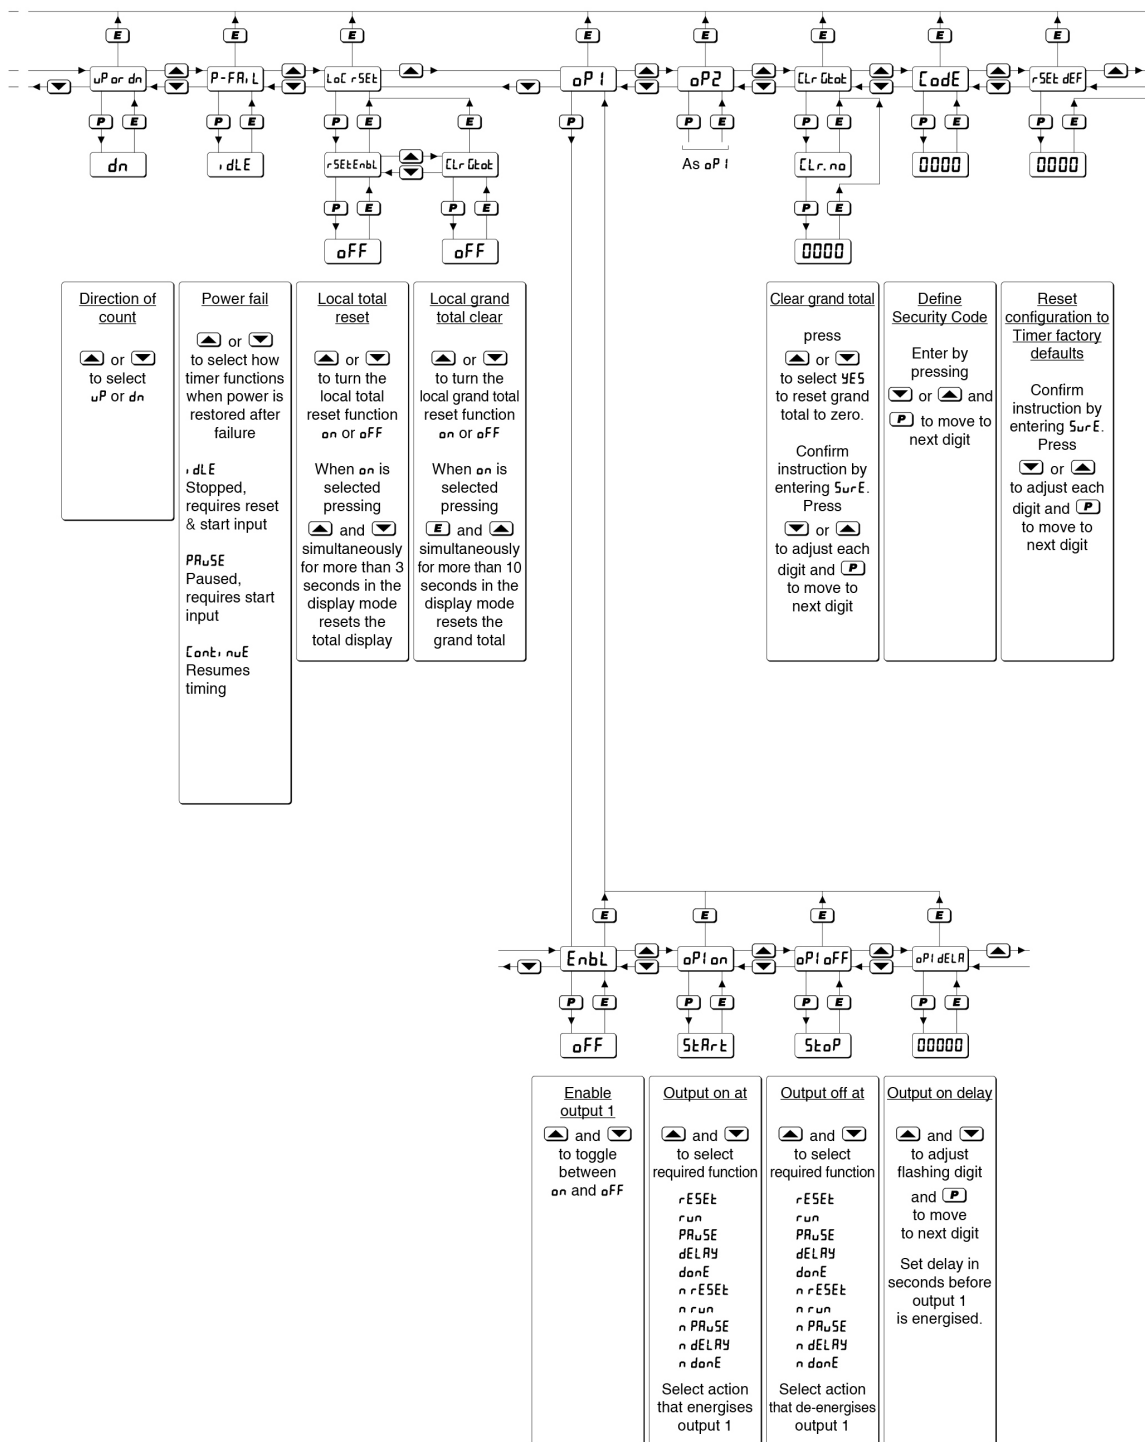 E E E E E E E
uP or dn P-FAiL LoC rSEt oP1 oP2 CLr Gtot CodE rSEt dEF
P E P E P E E P P E P E P E P E
dn idLE rSEtEnbL CLr Gtot As oP1 CLr.no 0000 0000
P E P E P E
oFF oFF 0000
Direction of
count
or
to select
uP or dn
Power fail
or
to select how
timer functions
when power is
restored after
failure
idLE
Stopped,
requires reset
& start input
PAuSE
Paused,
requires start
input
ContinuE
Resumes
timing
Local total
reset
or
to turn the
local total
reset function
on or oFF
When on is
selected
pressing
and
simultaneously
for more than 3
seconds in the
display mode
resets the
total display
Local grand
total clear
or
to turn the
local grand total
reset function
on or oFF
When on is
selected
pressing
E and
simultaneously
for more than 10
seconds in the
display mode
resets the
grand total
Clear grand total
press
or
to select YES
to reset grand
total to zero.
Confirm
instruction by
entering SurE.
Press
or
to adjust each
digit and P
to move to
next digit
Define
Security Code
Enter by
pressing
or and
P to move to
next digit
Reset
configuration to
Timer factory
defaults
Confirm
instruction by
entering SurE.
Press
or
to adjust each
digit and P
to move to
next digit
E E E E
EnbL oP1 on oP1 oFF oP1 dELA
P E P E P E P E
oFF StArt StoP 00000
Enable
output 1
and
to toggle
between
on and oFF
Output on at
and
to select
required function
rESEt
run
PAuSE
dELAY
donE
n rESEt
n run
n PAuSE
n dELAY
n donE
Select action
that energises
output 1
Output off at
and
to select
required function
rESEt
run
PAuSE
dELAY
donE
n rESEt
n run
n PAuSE
n dELAY
n donE
Select action
that de-energises
output 1
Output on delay
and
to adjust
flashing digit
and P
to move
to next digit
Set delay in
seconds before
output 1
is energised.